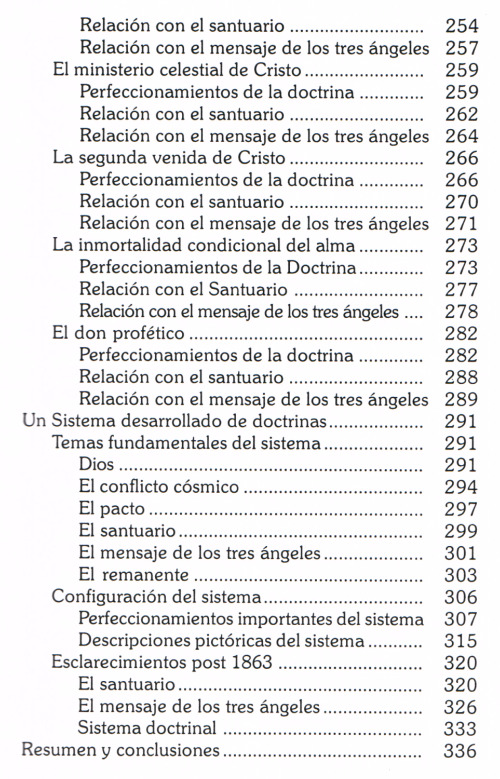 Relación con el santuario ........................... 254
Relación con el mensaje de los tres ángeles 257
El ministerio celestial de Cristo ........................ 259
Perfeccionamientos de la doctrina ............. 259
Relación con el santuario ........................... 262
Relación con el mensaje de los tres ángeles 264
La segunda venida de Cristo ........................... 266
Perfeccionamientos de la doctrina ............. 266
Relación con el santuario ........................... 270
Relación con el mensaje de los tres ángeles 271
La inmortalidad condicional del alma ............. 273
Perfeccionamientos de la Doctrina ............. 273
Relación con el Santuario .......................... 277
Relación con el mensaje de los tres ángeles .... 278
El don profético ............................................... 282
Perfeccionamientos de la doctrina ............. 282
Relación con el santuario ........................... 288
Relación con el mensaje de los tres ángeles 289
Un Sistema desarrollado de doctrinas ................... 291
Temas fundamentales del sistema .................... 291
Dios ............................................................. 291
El conflicto cósmico .................................... 294
El pacto ....................................................... 297
El santuario ................................................. 299
El mensaje de los tres ángeles .................... 301
El remanente .............................................. 303
Configuración del sistema ................................ 306
Perfeccionamientos importantes del sistema 307
Descripciones pictóricas del sistema ........... 315
Esclarecimientos post 1863 ............................. 320
El santuario ................................................. 320
El mensaje de los tres ángeles .................... 326
Sistema doctrinal ........................................ 333
Resumen y conclusiones ........................................ 336